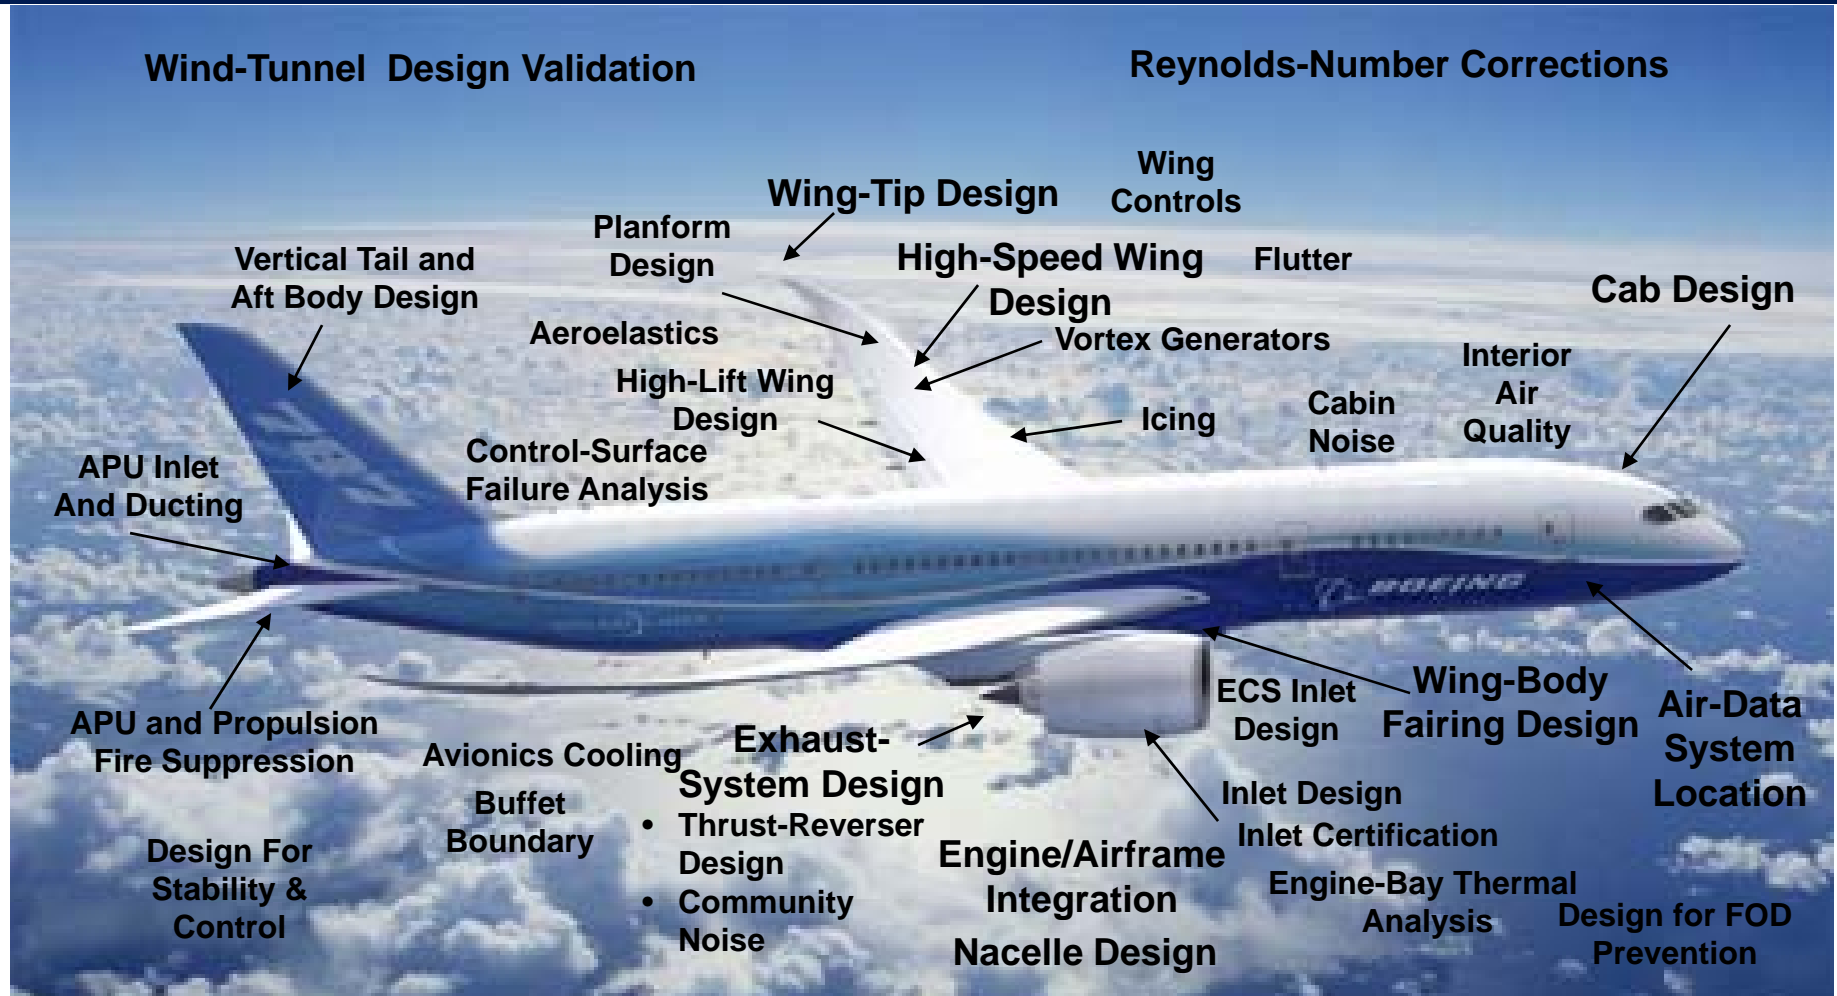 Wind-Tunnel  Design Validation
Reynolds-Number Corrections
Wing
Controls
Wing-Tip Design
Planform
Design
High-Speed Wing
Design
Flutter
Vertical Tail and
Aft Body Design
Cab Design
Aeroelastics
Vortex Generators
Interior
Air
Quality
High-Lift Wing
Design
Icing
Cabin
Noise
Control-Surface
Failure Analysis
APU Inlet
And Ducting
787
BOEING
ECS Inlet
Design
Wing-Body
Fairing Design
Air-Data
System
Location
APU and Propulsion
Fire Suppression
Avionics Cooling
Exhaust-
System Design
• Thrust-Reverser
Design
• Community
Noise
Buffet
Boundary
Inlet Design
Inlet Certification
Design For
Stability &
Control
Engine/Airframe
Integration
Nacelle Design
Engine-Bay Thermal
Analysis
Design for FOD
Prevention